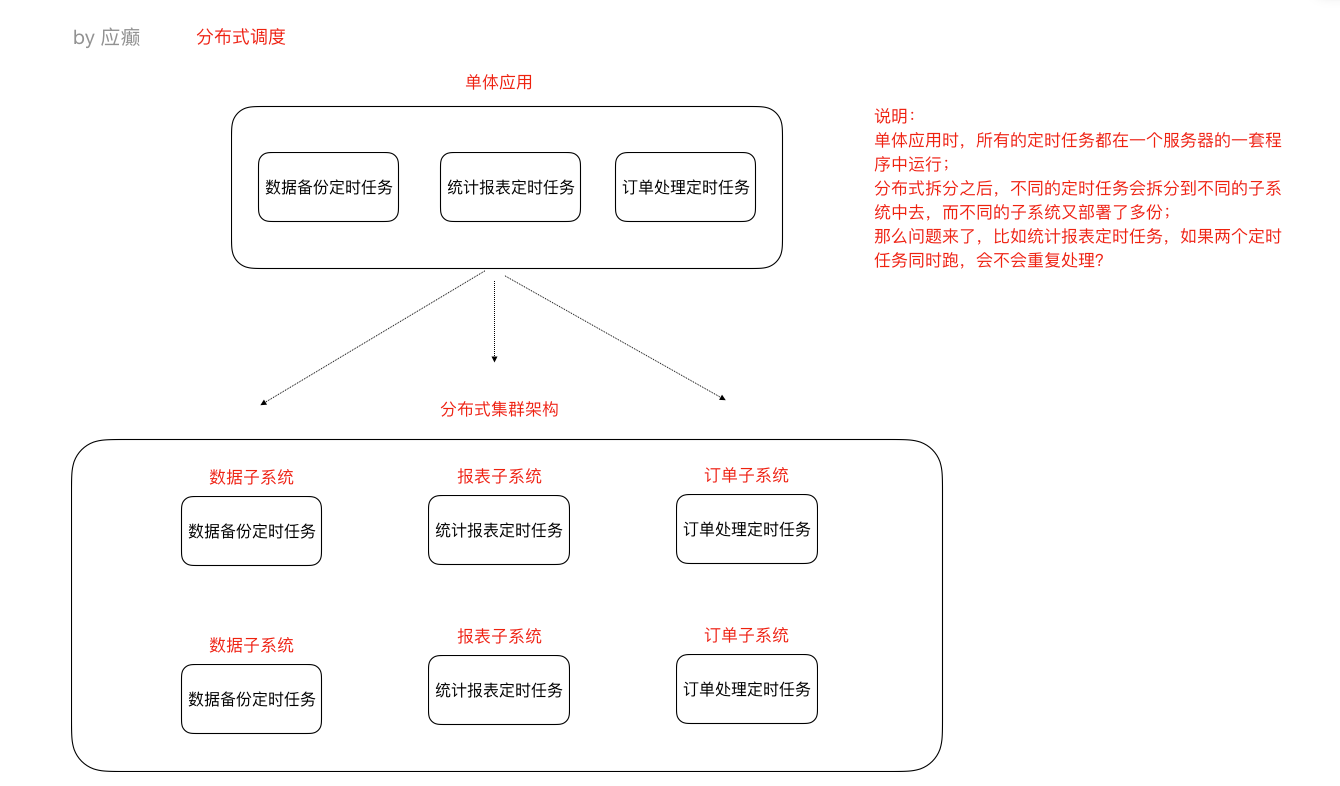 by 应癫 分布式调度
单体应用
数据备份定时任务 统计报表定时任务 订单处理定时任务
说明：
单体应用时，所有的定时任务都在一个服务器的一套程
序中运行；
分布式拆分之后，不同的定时任务会拆分到不同的子系
统中去，而不同的子系统又部署了多份；
那么问题来了，比如统计报表定时任务，如果两个定时
任务同时跑，会不会重复处理？
分布式集群架构
数据子系统 报表子系统 订单子系统
数据备份定时任务 统计报表定时任务 订单处理定时任务
数据子系统 报表子系统 订单子系统
数据备份定时任务 统计报表定时任务 订单处理定时任务